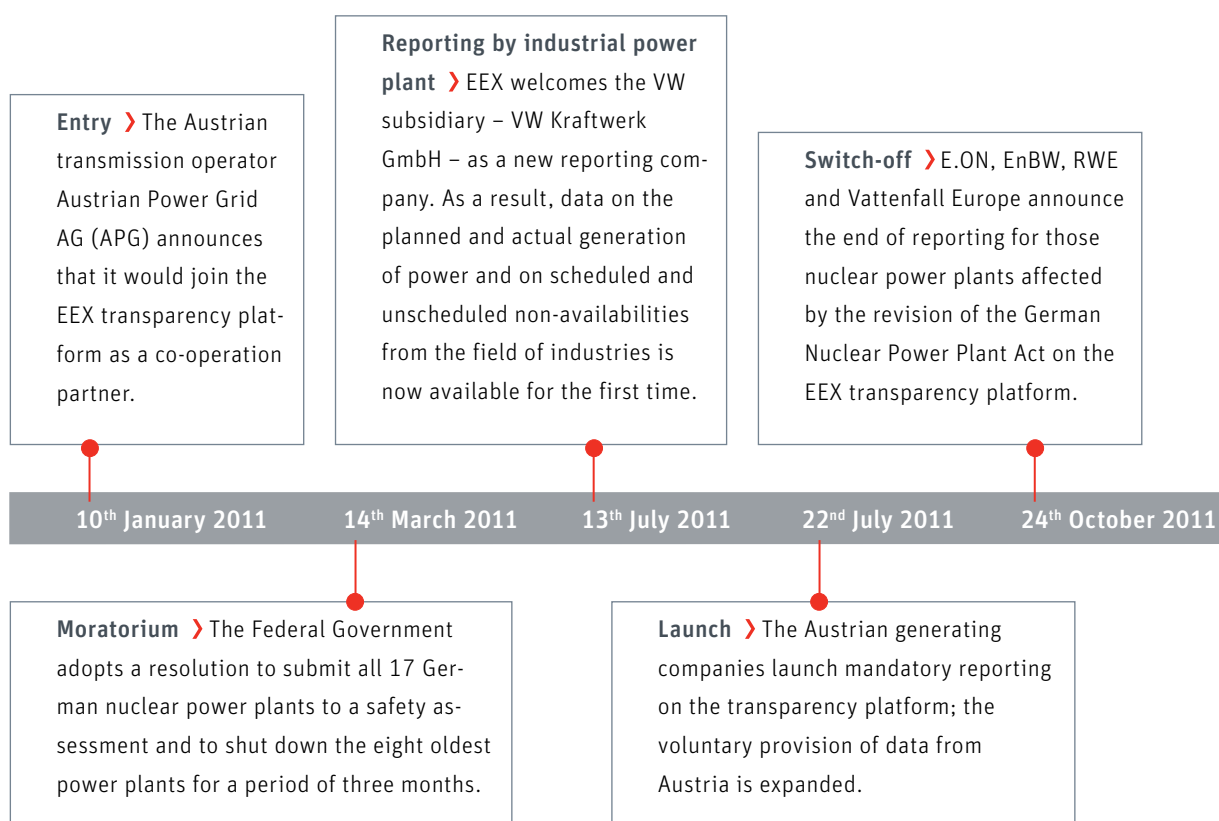 Entry › The Austrian
transmission operator
Austrian Power Grid
AG (APG) announces
that it would join the
EEX transparency plat-
form as a co-operation
partner.
Reporting by industrial power
plant › EEX welcomes the VW
subsidiary – VW Kraftwerk
GmbH – as a new reporting com-
pany. As a result, data on the
planned and actual generation
of power and on scheduled and
unscheduled non-availabilities
from the field of industries is
now available for the first time.
Switch-off › E.ON, EnBW, RWE
and Vattenfall Europe announce
the end of reporting for those
nuclear power plants affected
by the revision of the German
Nuclear Power Plant Act on the
EEX transparency platform.
10th January 2011 14th March 2011 13th July 2011 22nd July 2011 24th October 2011
Moratorium › The Federal Government
adopts a resolution to submit all 17 Ger-
man nuclear power plants to a safety as-
sessment and to shut down the eight oldest
power plants for a period of three months.
Launch › The Austrian generating
companies launch mandatory reporting
on the transparency platform; the
voluntary provision of data from
Austria is expanded.